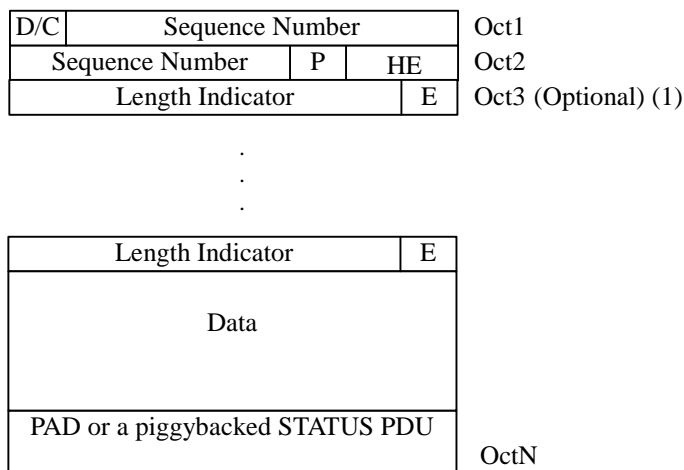 D/C Sequence Number Oct1
Sequence Number P HE Oct2
Length Indicator E Oct3 (Optional) (1)
.
.
.
Length Indicator E
Data
PAD or a piggybacked STATUS PDU
OctN